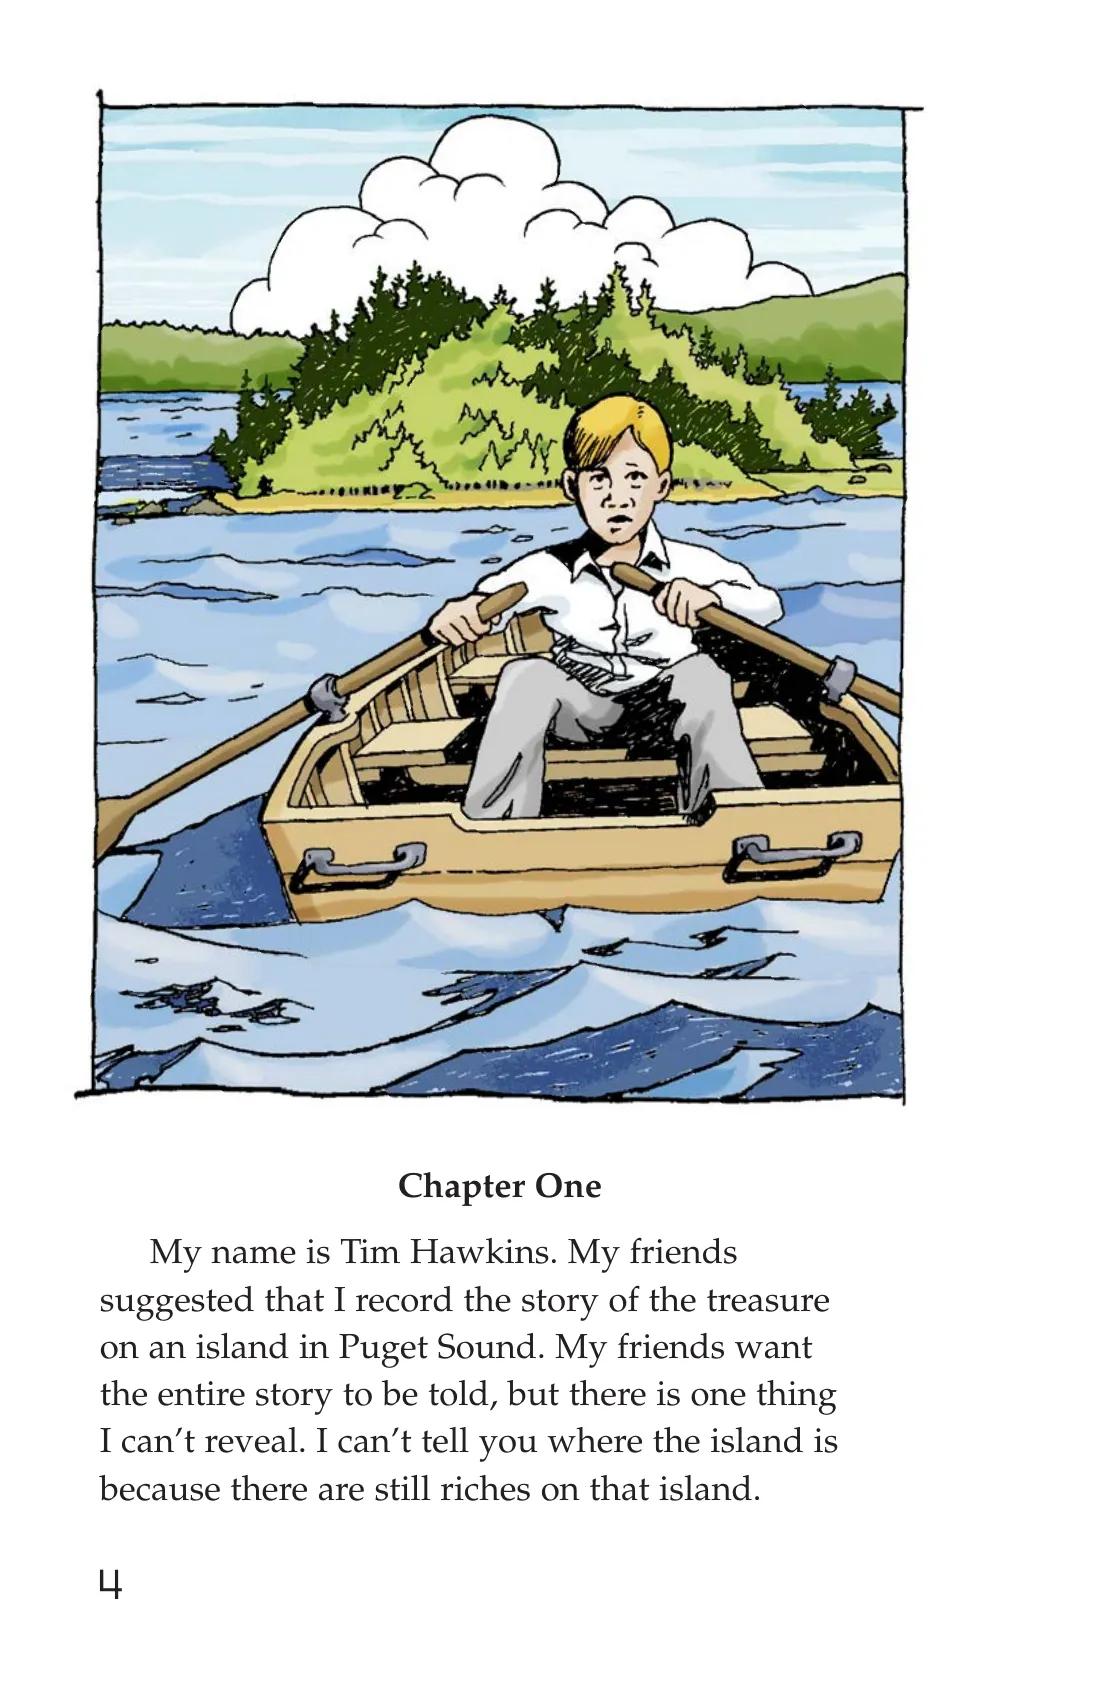 Chapter One
My name is Tim Hawkins. My friends
suggested that I record the story of the treasure
on an island in Puget Sound. My friends want
the entire story to be told, but there is one thing
I can’t reveal. I can’t tell you where the island is
because there are still riches on that island.
4